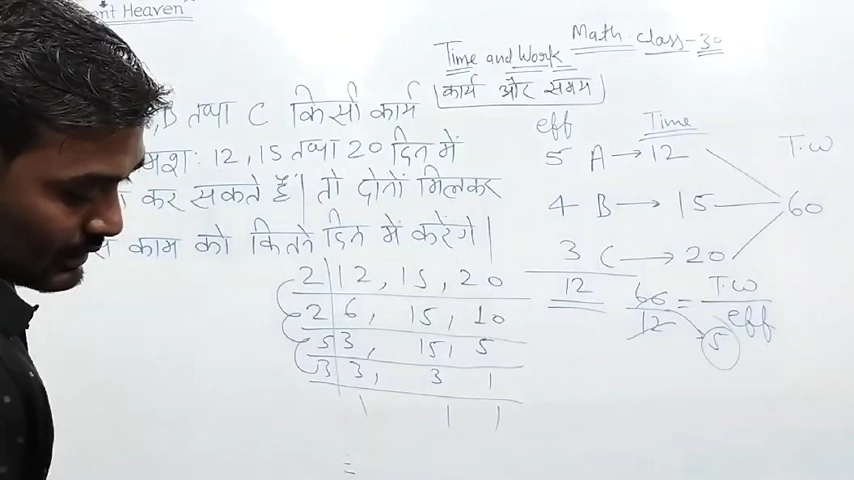 ent Heaven"
Math class-30
Time and Work
कार्य और समय
,B तथा C किसी कार्य
मश: 12, 15 तथा 20 दिन में
कर सकते हैं| तो दोनों मिलकर
काम को कितने दिन में करेंगे|
eff Time T.W
5 A → 12
4 B → 15 60
3 C → 20
12
60/12 = T.W/eff
5
2 | 12, 15, 20
2 | 6, 15, 10
5 | 3, 15, 5
3 | 3, 3 1
1 1 1
=